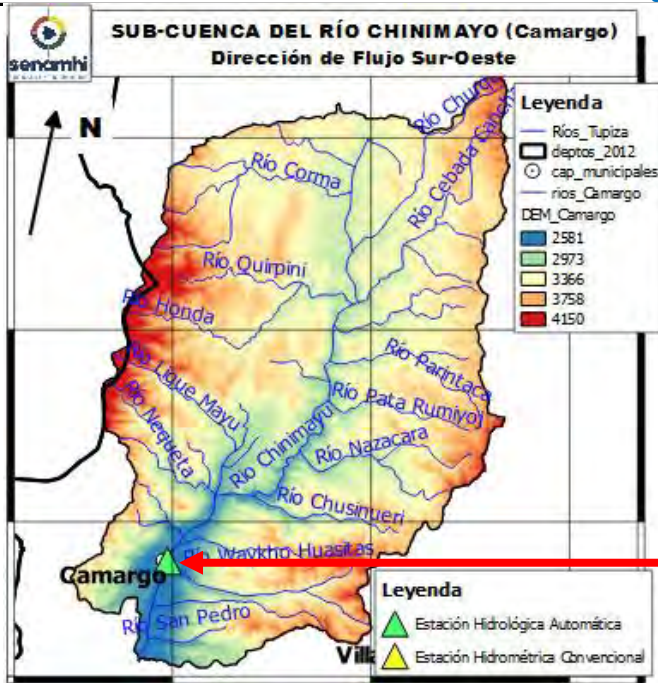 senamhi
SUB-CUENCA DEL RÍO CHINIMAYO (Camargo)
Dirección de Flujo Sur-Oeste
N
Leyenda
Ríos_Tupiza
deptos_2012
cap_municipales
rios_Camargo
DEM_Camargo
2581
2973
3366
3758
4150
Río Churq
Río Cebada Cancha
Río Corma
Río Quirpini
Río Honda
Río Parintaca
Río Lique Mayu
Río Pata Rumiyoj
Río Nequeta
Río Chinimayu
Río Nazacara
Río Chusinueri
Río Waykho Huasitas
Camargo
Río San Pedro
Vill
Leyenda
Estación Hidrológica Automática
Estación Hidrométrica Convencional